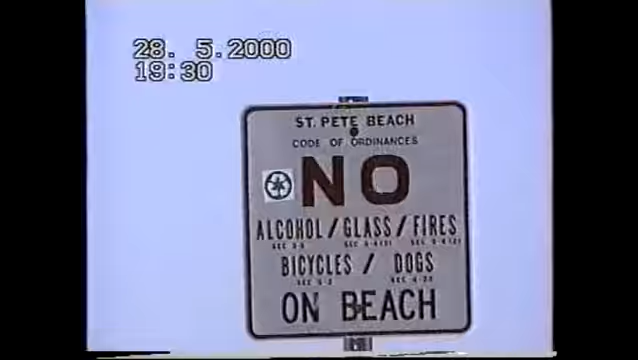 28. 5.2000
19:30
ST. PETE BEACH
CODE OF ORDINANCES
NO
ALCOHOL / GLASS / FIRES
BICYCLES / DOGS
ON BEACH